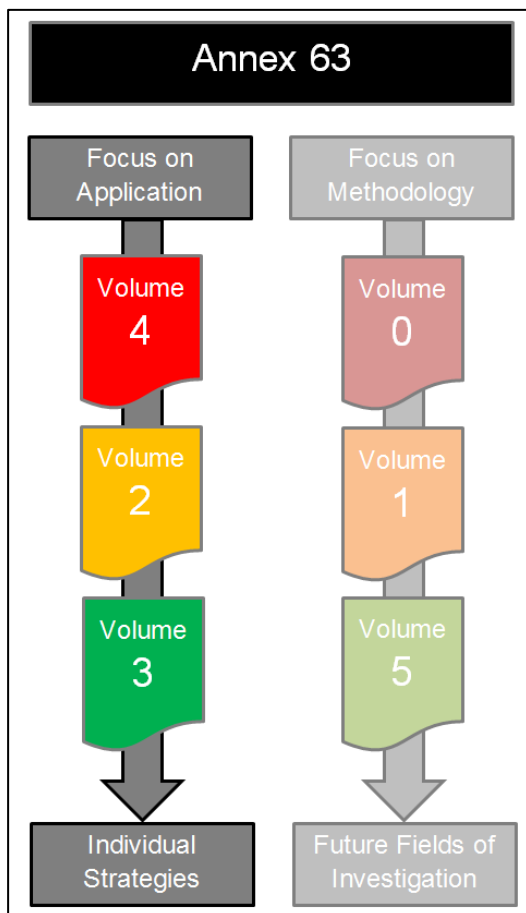 Annex 63
Focus on
Application
Volume
4
Volume
2
Volume
3
Individual
Strategies
Focus on
Methodology
Volume
0
Volume
1
Volume
5
Future Fields of
Investigation